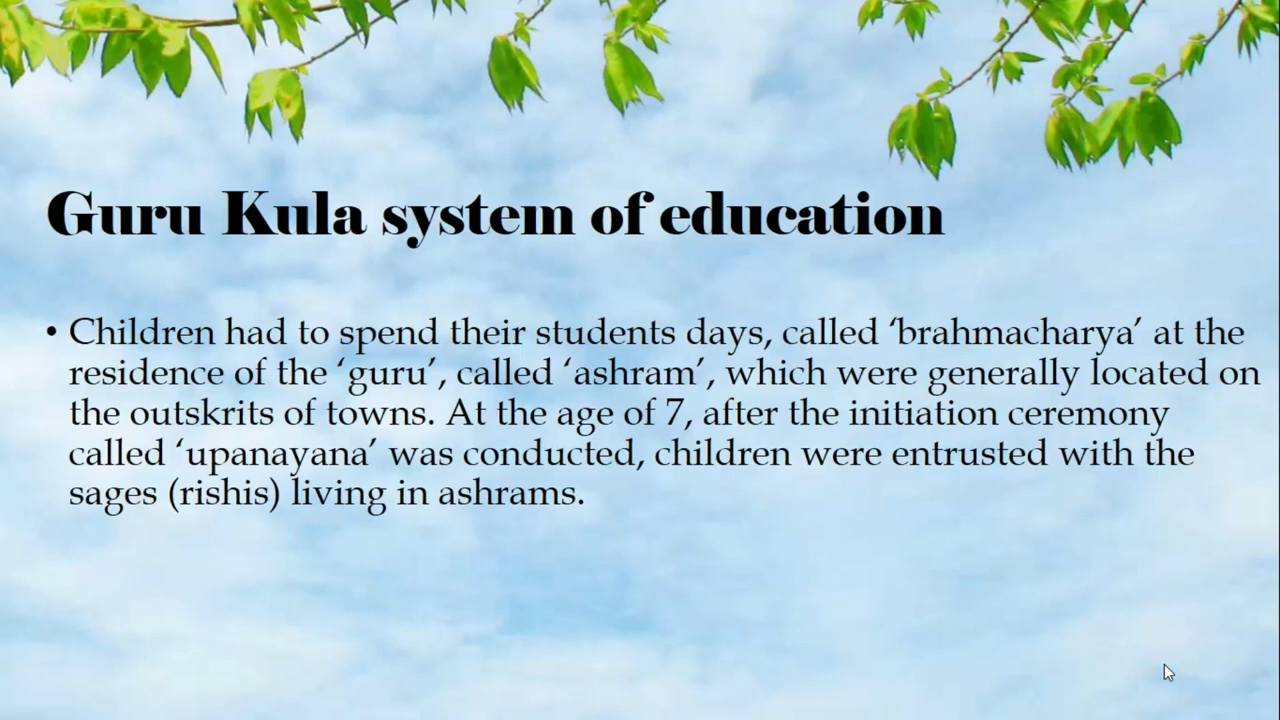 Guru Kula system of education
• Children had to spend their students days, called ‘brahmacharya’ at the
residence of the ‘guru’, called ‘ashram’, which were generally located on
the outskrits of towns. At the age of 7, after the initiation ceremony
called ‘upanayana’ was conducted, children were entrusted with the
sages (rishis) living in ashrams.